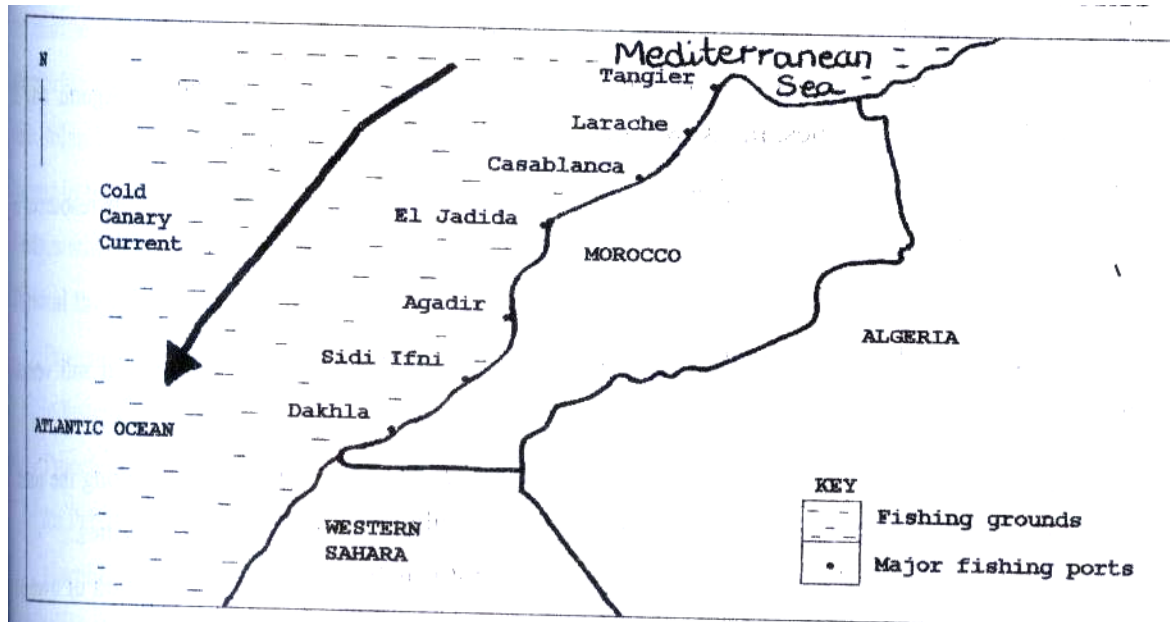 N
Mediterranean
Sea
Tangier
Larache
Casablanca
Cold
Canary
Current
El Jadida
MOROCCO
Agadir
ALGERIA
Sidi Ifni
Dakhla
ATLANTIC OCEAN
WESTERN
SAHARA
KEY
Fishing grounds
Major fishing ports